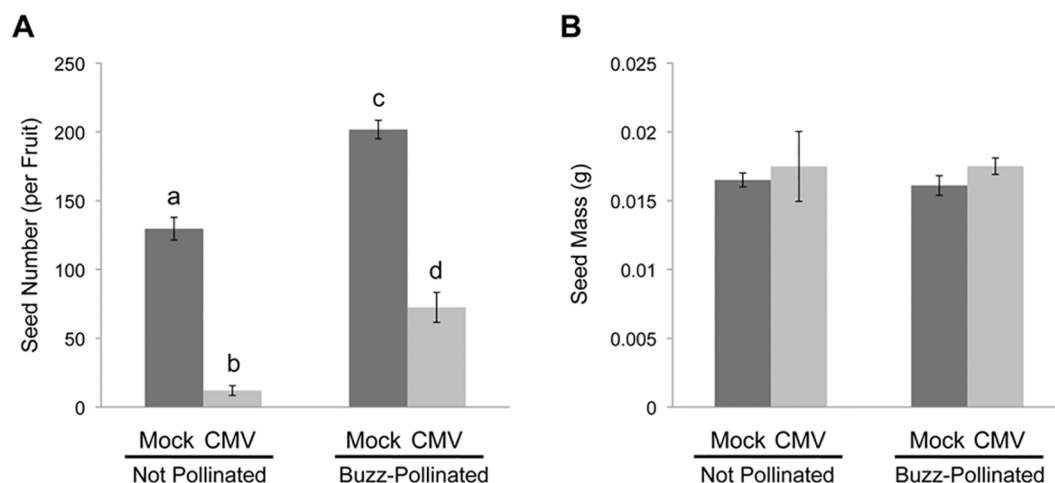 A
250
200
150
100
50
0
Seed Number (per Fruit)
a
b
c
d
Mock CMV
Mock CMV
Not Pollinated
Buzz-Pollinated
B
0.025
0.02
0.015
0.01
0.005
0
Seed Mass (g)
Mock CMV
Mock CMV
Not Pollinated
Buzz-Pollinated